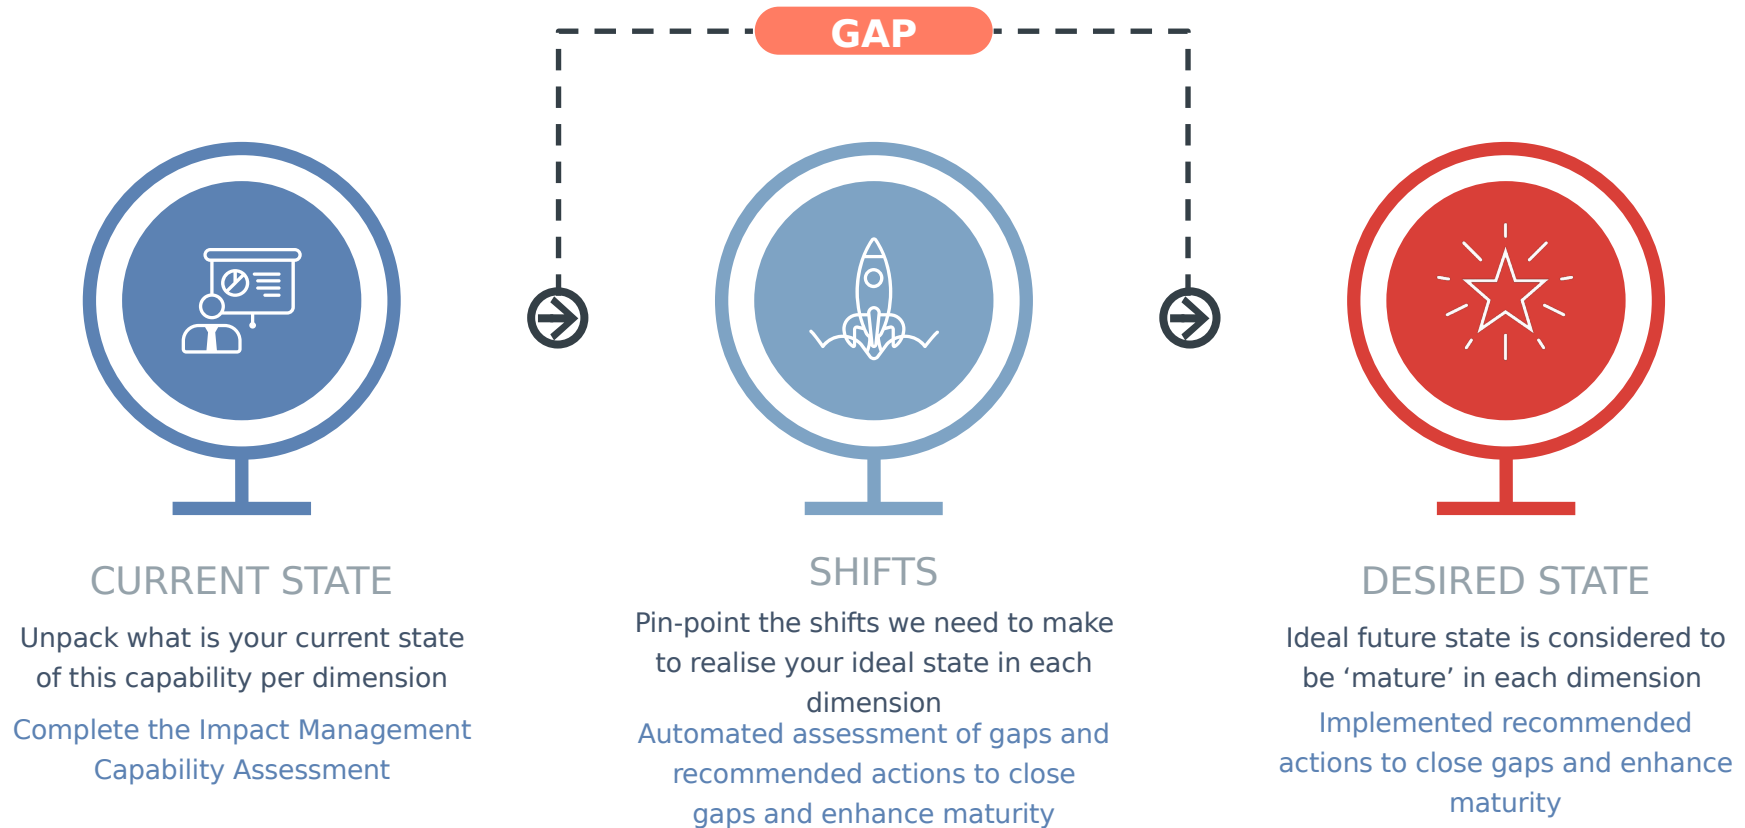 GAP
CURRENT STATE
Unpack what is your current state
of this capability per dimension
Complete the Impact Management
Capability Assessment
SHIFTS
Pin-point the shifts we need to make
to realise your ideal state in each
dimension
Automated assessment of gaps and
recommended actions to close
gaps and enhance maturity
DESIRED STATE
Ideal future state is considered to
be ‘mature’ in each dimension
Implemented recommended
actions to close gaps and enhance
maturity